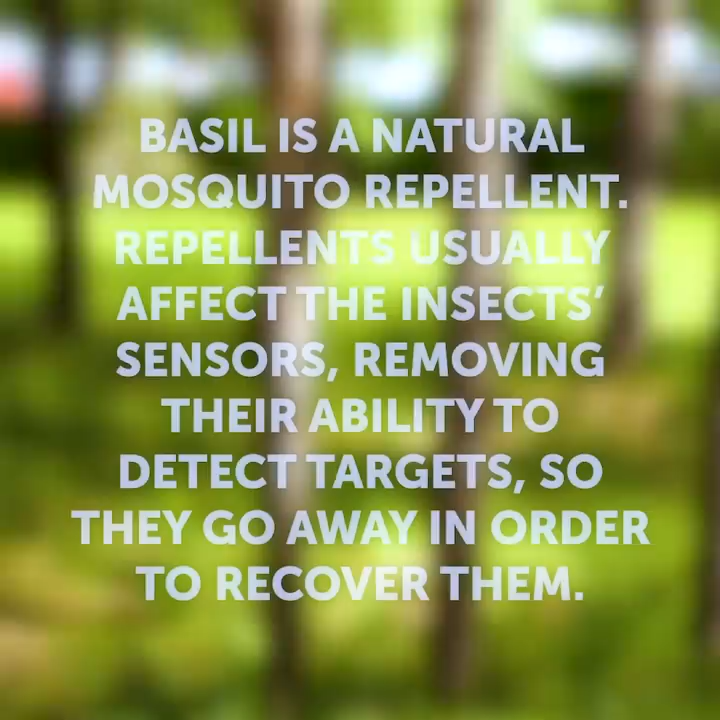 BASIL IS A NATURAL
MOSQUITO REPELLENT.
REPELLENTS USUALLY
AFFECT THE INSECTS’
SENSORS, REMOVING
THEIR ABILITY TO
DETECT TARGETS, SO
THEY GO AWAY IN ORDER
TO RECOVER THEM.